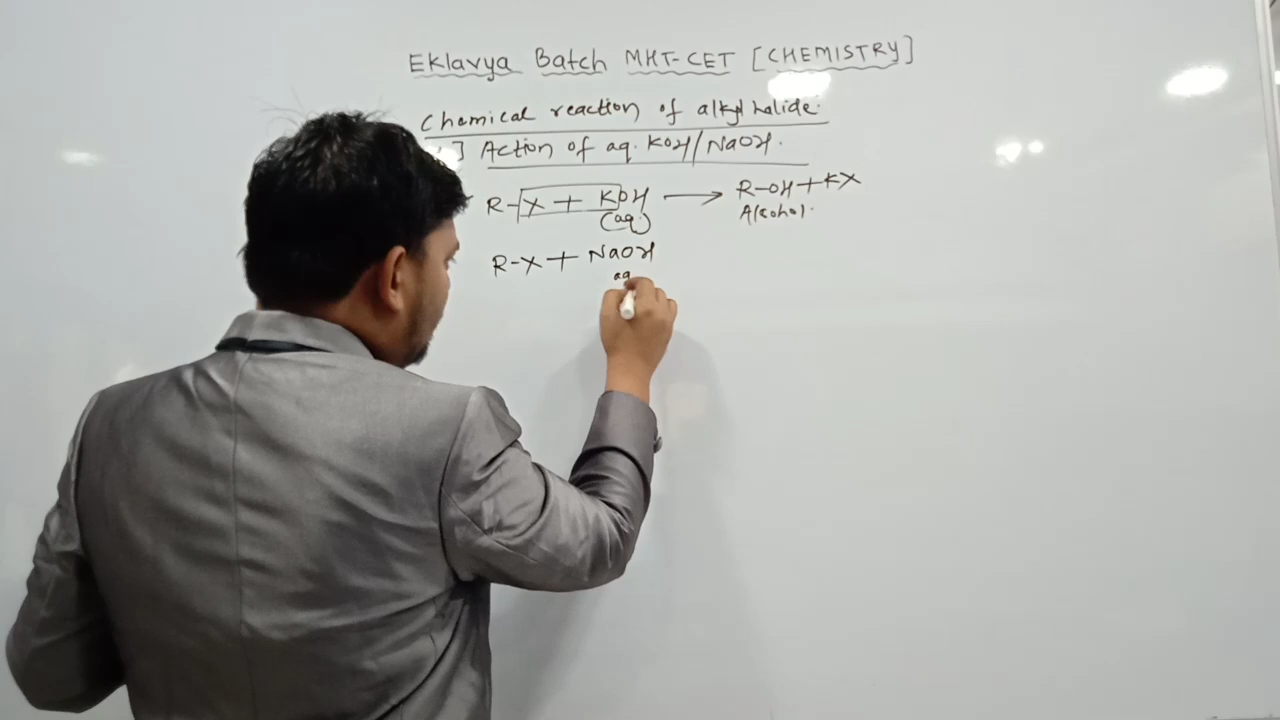 Eklavya Batch MHT-CET [CHEMISTRY]
Chemical reaction of alkyl halide.
] Action of aq. KOH/NaOH.
R-X + KOH ⟶ R-OH + KX
(aq.) Alcohol.
R-X + NaOH
aq